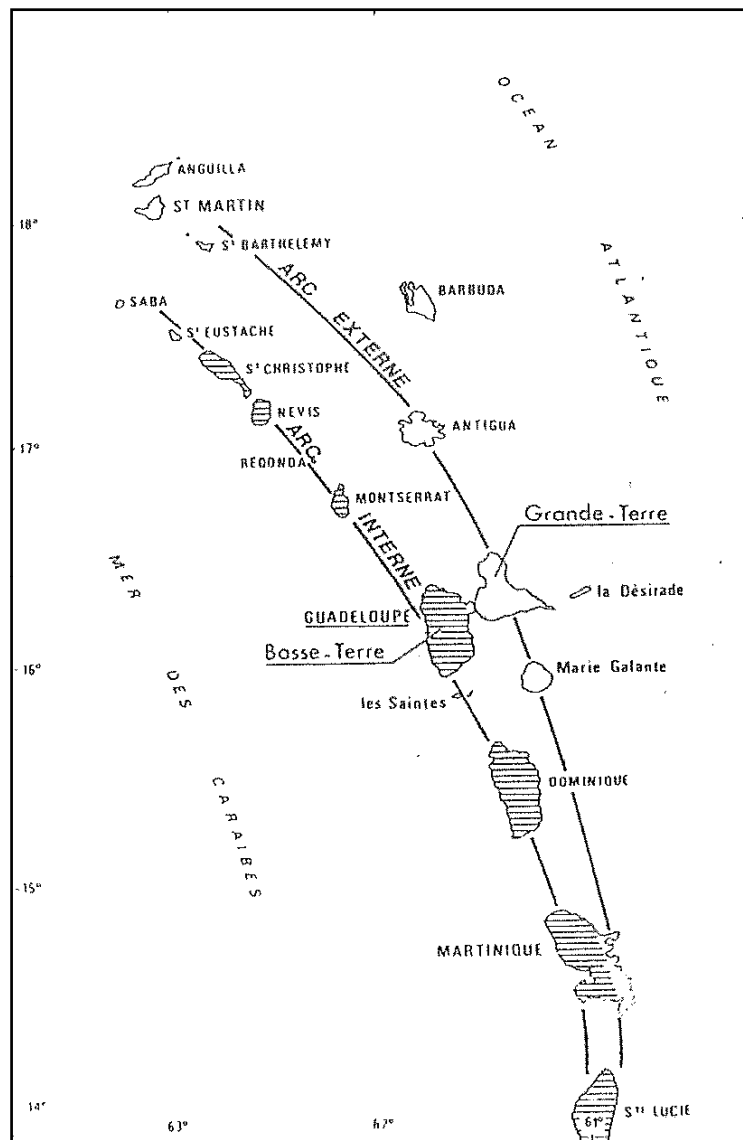 OCEAN
ATLANTIQUE
ANGUILLA
ST MARTIN
18°
St BARTHELEMY
ARC EXTERNE
BARBUDA
SABA
St EUSTACHE
St CHRISTOPHE
NEVIS
ANTIGUA
17°
ARC INTERNE
REDONDA
MONTSERRAT
Grande-Terre
la Dèsirade
MER DES CARAIBES
GUADELOUPE
Basse-Terre
16°
Marie Galante
les Saintes
DOMINIQUE
15°
MARTINIQUE
14°
63°
62°
61°
Ste LUCIE